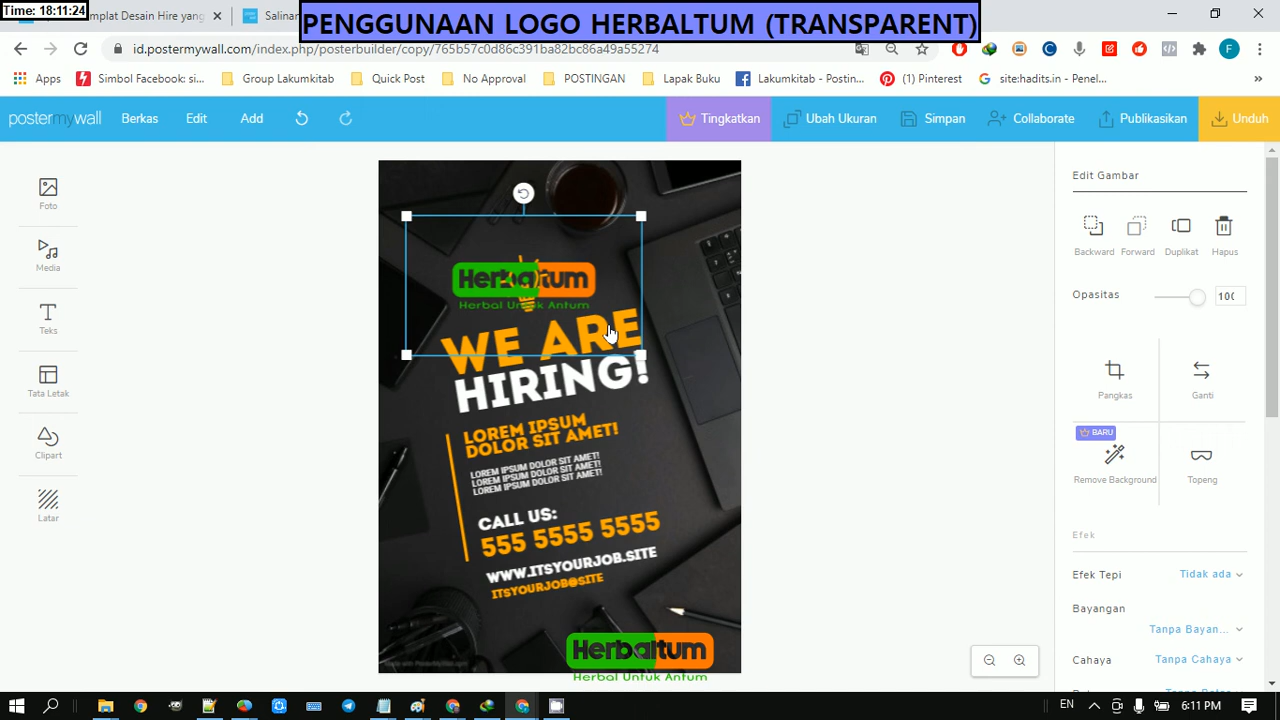 Time: 18:11:24
PENGGUNAAN LOGO HERBALTUM (TRANSPARENT)
Desain Hire yang
Salinan
id.postermywall.com/index.php/posterbuilder/copy/765b57c0d86c391ba82bc86a49a55274
Apps
Simbol Facebook: si...
Group Lakumkitab
Quick Post
No Approval
POSTINGAN
Lapak Buku
Lakumkitab - Postin...
(1) Pinterest
site:hadits.in - Penel...
»
postermywall
Berkas
Edit
Add
Tingkatkan
Ubah Ukuran
Simpan
Collaborate
Publikasikan
Unduh
Foto
Media
Teks
Tata Letak
Clipart
Latar
Herbaltum
Herbal Untuk Antum
WE ARE
HIRING!
LOREM IPSUM
DOLOR SIT AMET!
LOREM IPSUM DOLOR SIT AMET!
LOREM IPSUM DOLOR SIT AMET!
LOREM IPSUM DOLOR SIT AMET!
CALL US:
555 5555 5555
WWW.ITSYOURJOB.SITE
ITSYOURJOB@SITE
Herbaltum
Herbal Untuk Antum
Edit Gambar
Backward
Forward
Duplikat
Hapus
Opasitas
Pangkas
Ganti
BARU
Remove Background
Topeng
Efek
Efek Tepi
Tidak ada
Bayangan
Tanpa Bayan...
Cahaya
Tanpa Cahaya
EN
6:11 PM